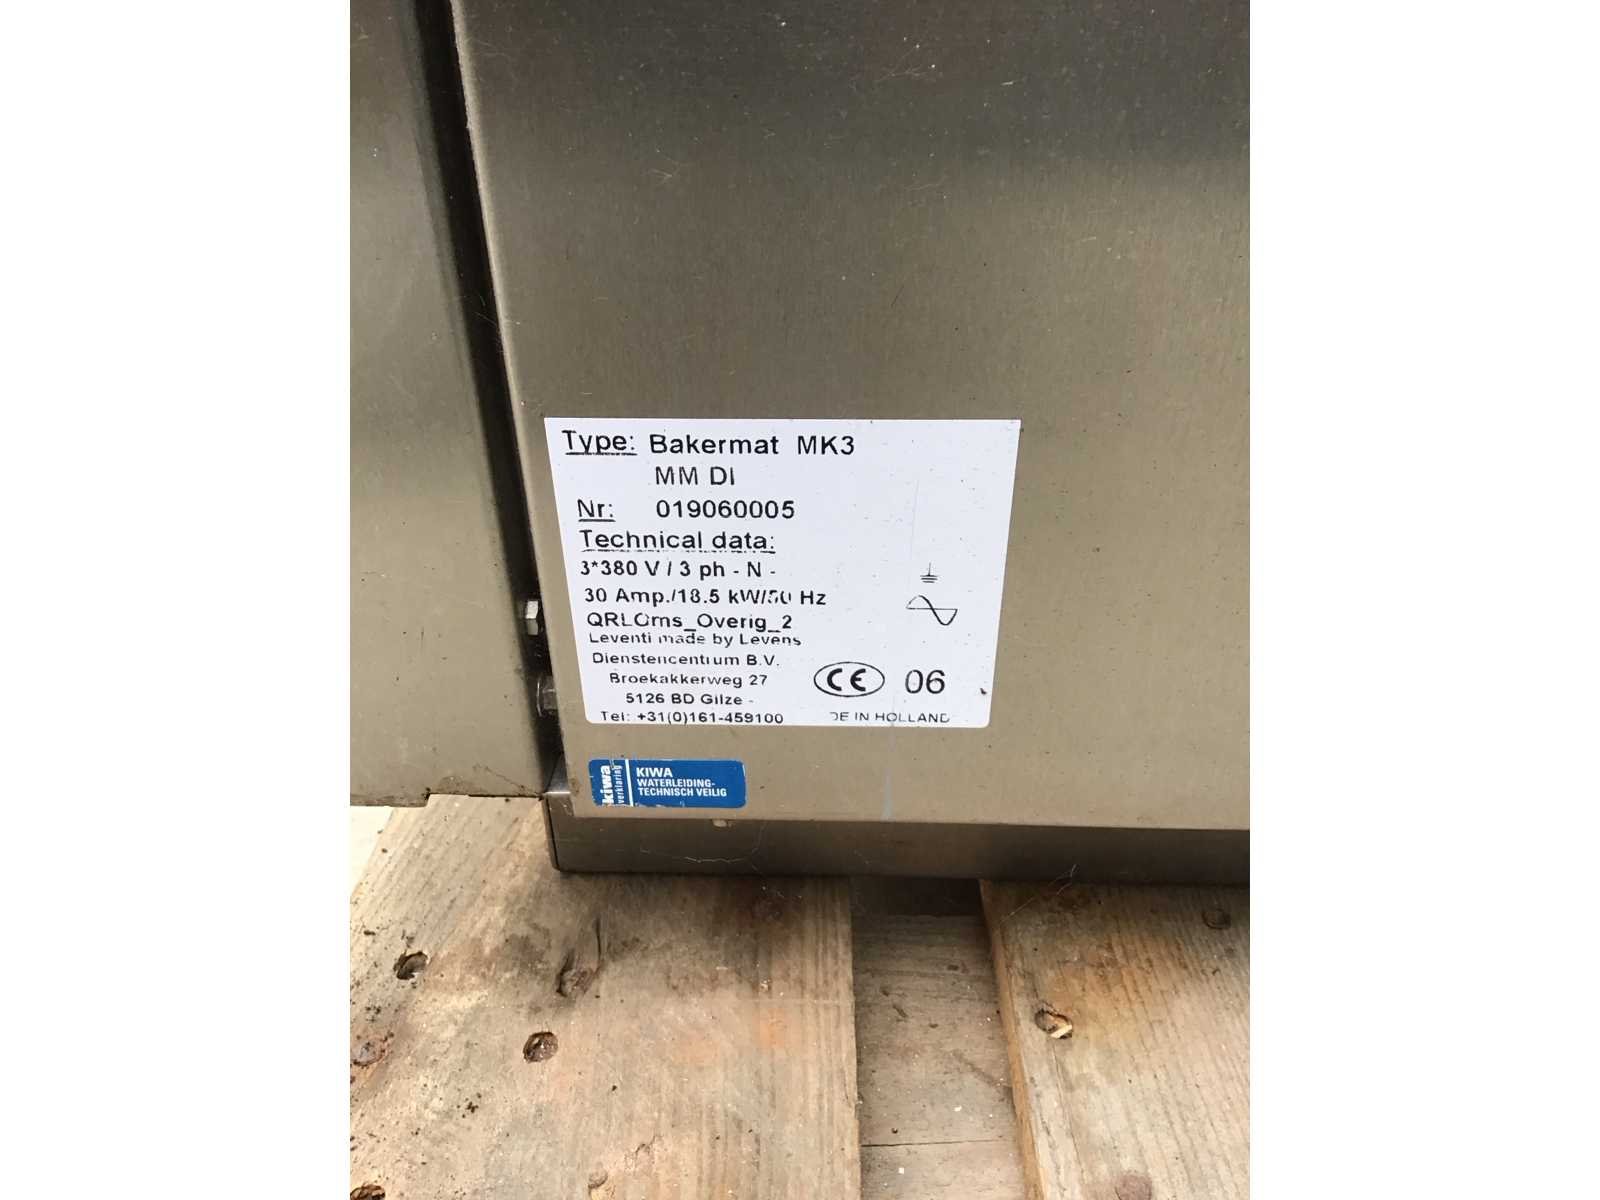 Type: Bakermat MK3
MM DI
Nr: 019060005
Technical data:
3*380 V / 3 ph - N -
30 Amp./18.5 kW/50 Hz
QRLOms_Overig_2
Leventi made by Levens
Dienstencentrum B.V.
Broekakkerweg 27
5126 BD Gilze -
Tel: +31(0)161-459100
CE 06
DE IN HOLLAND
kiwa
verklaring
KIWA
WATERLEIDING-
TECHNISCH VEILIG